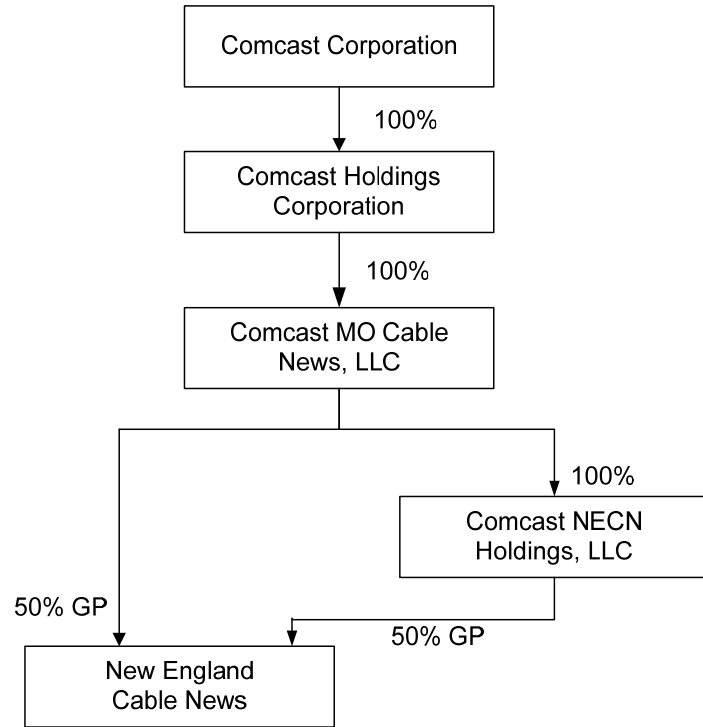 Comcast Corporation
100%
Comcast Holdings
Corporation
100%
Comcast MO Cable
News, LLC
100%
Comcast NECN
Holdings, LLC
50% GP
50% GP
New England
Cable News